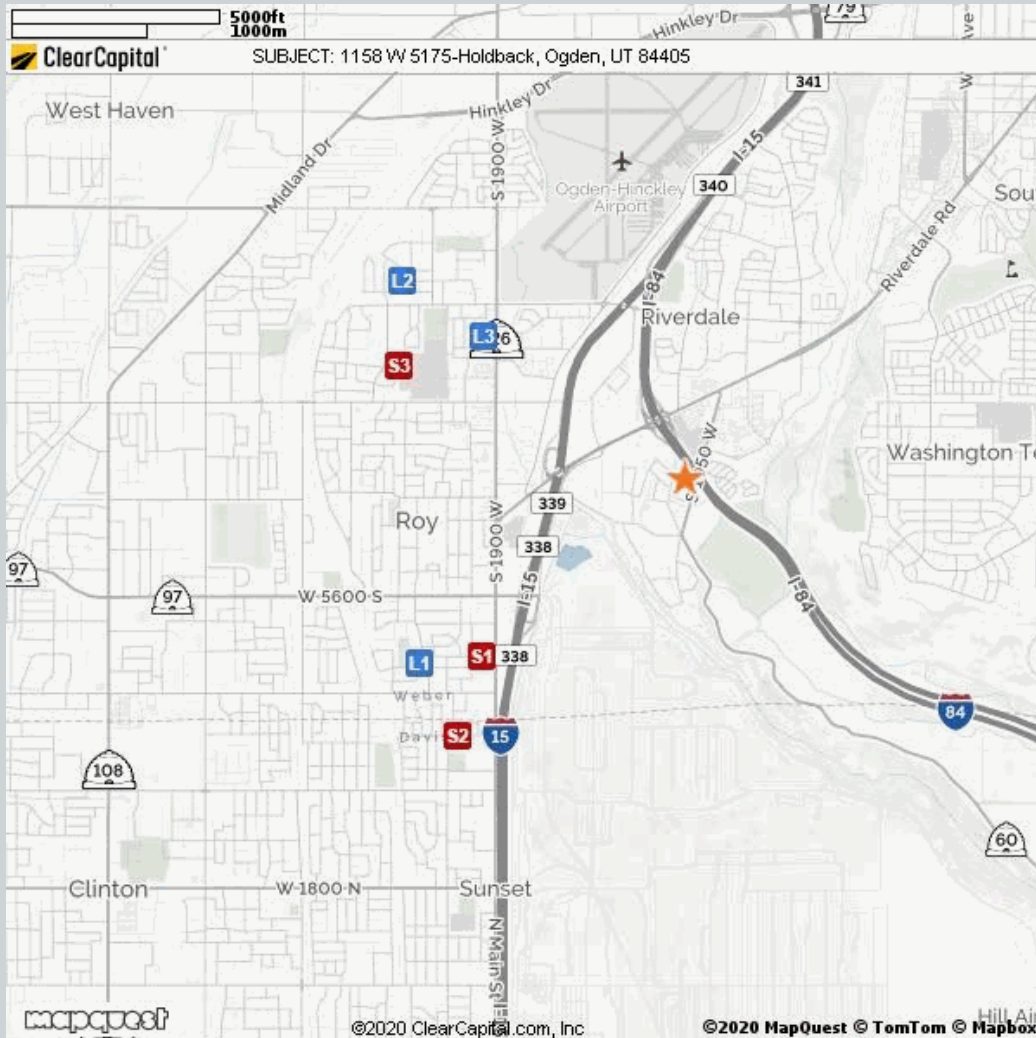 5000ft
1000m
ClearCapital
SUBJECT: 1158 W 5175-Holdback, Ogden, UT 84405
Hinkley Dr
79
341
West Haven
Hinkley Dr
Midland Dr
S 1900 W
I-15
340
Ogden-Hinckley
Airport
Riverdale Rd
L2
I-84
Riverdale
L3
26
S3
Washington
339
Roy
S 1900 W
338
97
97
W 5600 S
I-15
I-84
L1
S1
338
Weber
84
S2
15
108
60
Clinton
W 1800 N
Sunset
N Main St
mapquest
©2020 ClearCapital.com, Inc
©2020 MapQuest © TomTom © Mapbox